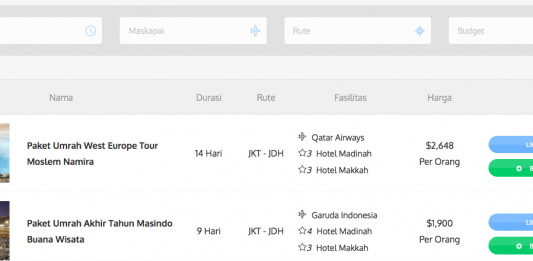 Maskapai Rute Budget
Nama Durasi Rute Fasilitas Harga
Paket Umrah West Europe Tour
Moslem Namira
14 Hari
JKT - JDH
Qatar Airways
3 Hotel Madinah
3 Hotel Makkah
$2,648
Per Orang
Paket Umrah Akhir Tahun Masindo
Buana Wisata
9 Hari
JKT - JDH
Garuda Indonesia
4 Hotel Madinah
3 Hotel Makkah
$1,900
Per Orang